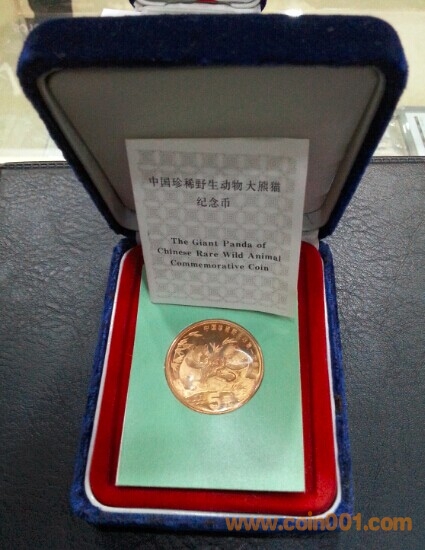 中国珍稀野生动物大熊猫
纪念币
The Giant Panda of
Chinese Rare Wild Animal
Commemorative Coin
5
www.coin001.com